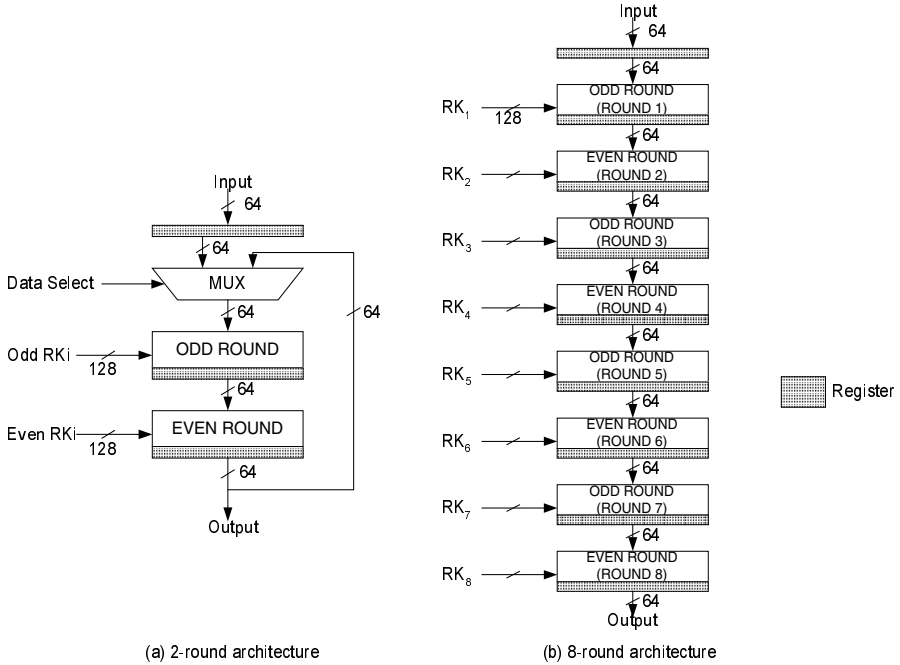 Input
64
64
Data Select
MUX
64
64
Odd RKi
128
ODD ROUND
64
Even RKi
128
EVEN ROUND
64
Output
(a) 2-round architecture
Input
64
64
RK1
128
ODD ROUND
(ROUND 1)
64
RK2
EVEN ROUND
(ROUND 2)
64
RK3
ODD ROUND
(ROUND 3)
64
RK4
EVEN ROUND
(ROUND 4)
64
RK5
ODD ROUND
(ROUND 5)
64
RK6
EVEN ROUND
(ROUND 6)
64
RK7
ODD ROUND
(ROUND 7)
64
RK8
EVEN ROUND
(ROUND 8)
64
Output
(b) 8-round architecture
Register